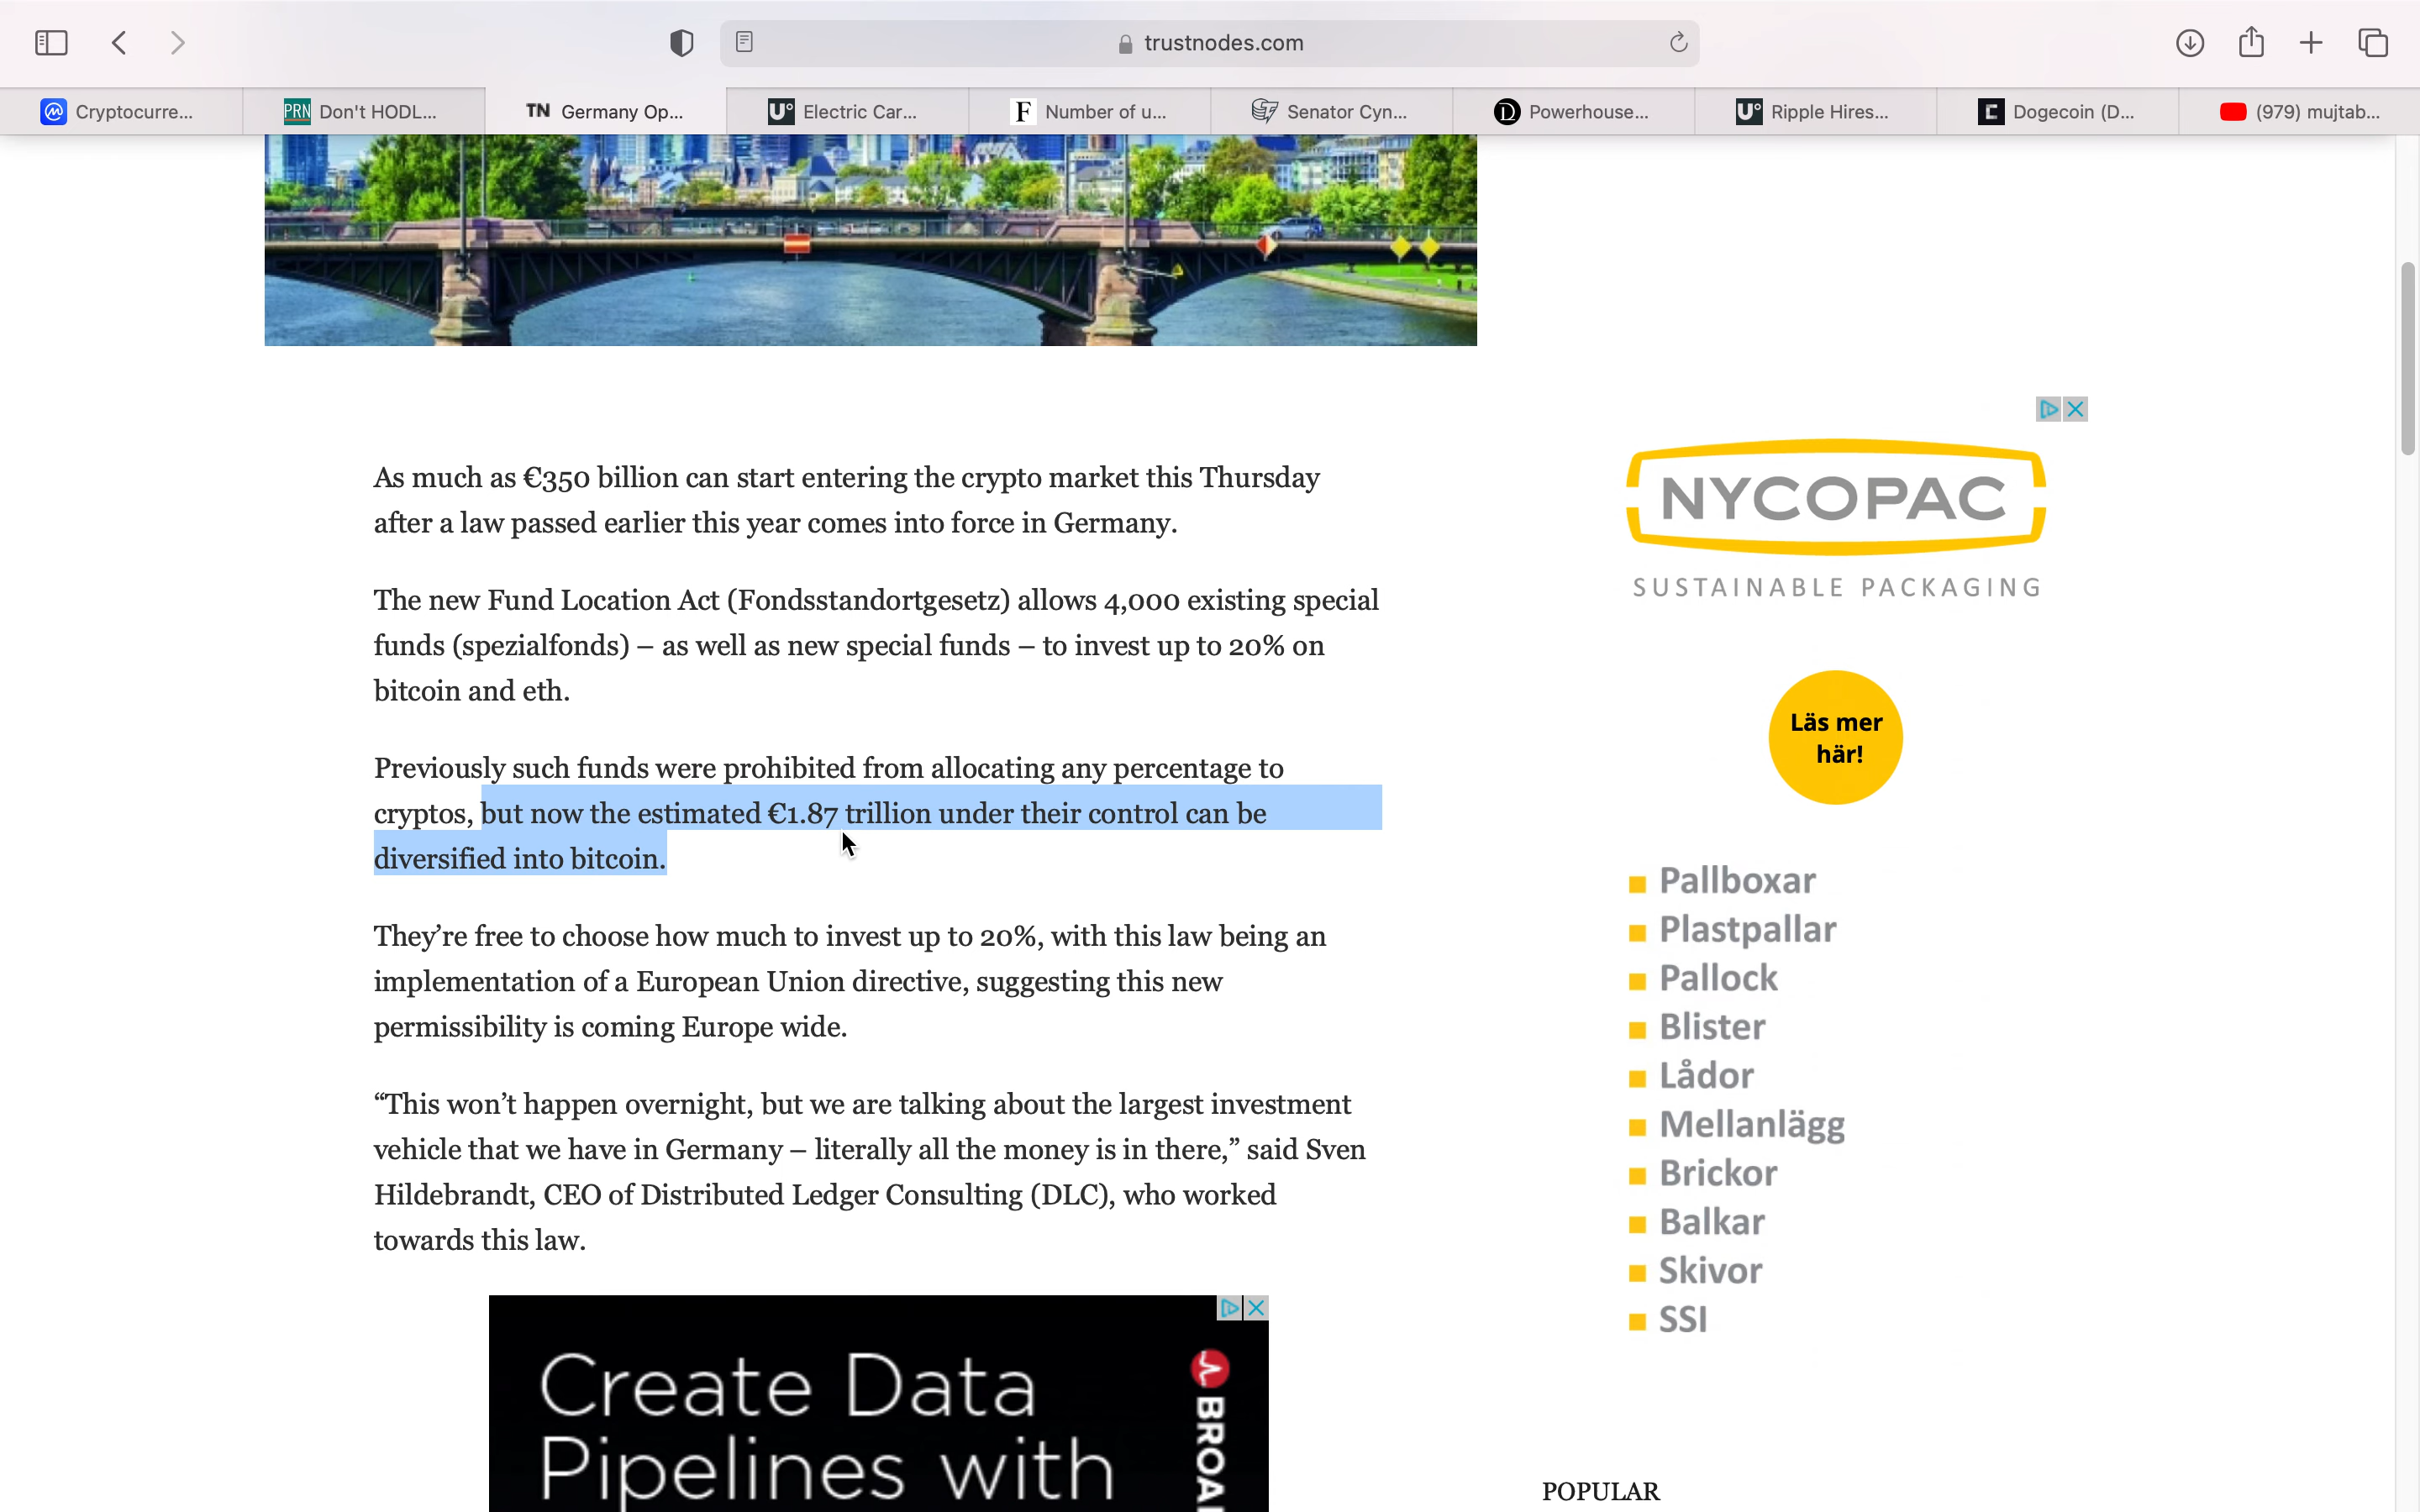 trustnodes.com
Cryptocurre...
PRN Don't HODL...
TN Germany Op...
U° Electric Car...
F Number of u...
Senator Cyn...
D Powerhouse...
U° Ripple Hires...
Dogecoin (D...
(979) mujtab...
As much as €350 billion can start entering the crypto market this Thursday
after a law passed earlier this year comes into force in Germany.
The new Fund Location Act (Fondsstandortgesetz) allows 4,000 existing special
funds (spezialfonds) – as well as new special funds – to invest up to 20% on
bitcoin and eth.
Previously such funds were prohibited from allocating any percentage to
cryptos, but now the estimated €1.87 trillion under their control can be
diversified into bitcoin.
They’re free to choose how much to invest up to 20%, with this law being an
implementation of a European Union directive, suggesting this new
permissibility is coming Europe wide.
“This won’t happen overnight, but we are talking about the largest investment
vehicle that we have in Germany – literally all the money is in there,” said Sven
Hildebrandt, CEO of Distributed Ledger Consulting (DLC), who worked
towards this law.
Create Data
Pipelines with
BROA
NYCOPAC
SUSTAINABLE PACKAGING
Läs mer
här!
Pallboxar
Plastpallar
Pallock
Blister
Lådor
Mellanlägg
Brickor
Balkar
Skivor
SSI
POPULAR